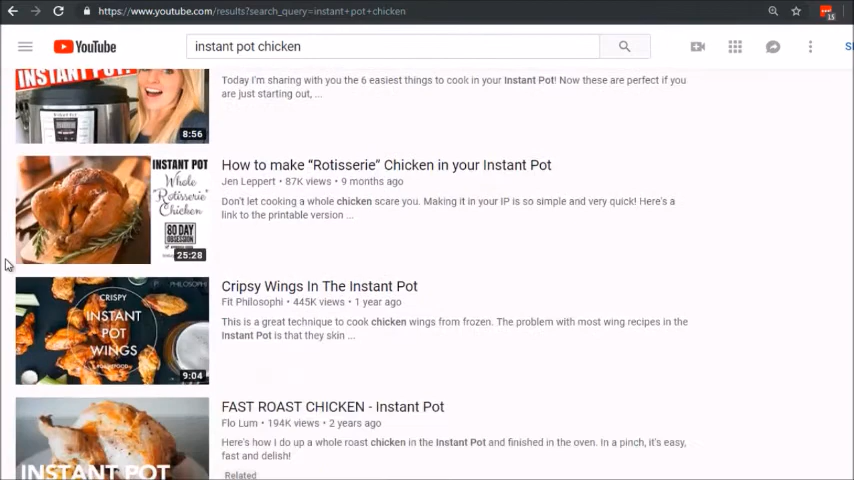 https://www.youtube.com/results?search_query=instant+pot+chicken
15
YouTube
instant pot chicken
INSTANT POT!
8:56
Today I'm sharing with you the 6 easiest things to cook in your Instant Pot! Now these are perfect if you
are just starting out, ...
INSTANT POT
Whole
"Rotisserie"
Chicken
80 DAY
OBSESSION
25:28
How to make “Rotisserie” Chicken in your Instant Pot
Jen Leppert • 87K views • 9 months ago
Don't let cooking a whole chicken scare you. Making it in your IP is so simple and very quick! Here's a
link to the printable version ...
PHILOSOPHI
CRISPY
INSTANT
POT
WINGS
9:04
Cripsy Wings In The Instant Pot
Fit Philosophi • 445K views • 1 year ago
This is a great technique to cook chicken wings from frozen. The problem with most wing recipes in the
Instant Pot is that they skin ...
INSTANT POT
FAST ROAST CHICKEN - Instant Pot
Flo Lum • 194K views • 2 years ago
Here's how I do up a whole roast chicken in the Instant Pot and finished in the oven. In a pinch, it's easy,
fast and delish!
Related